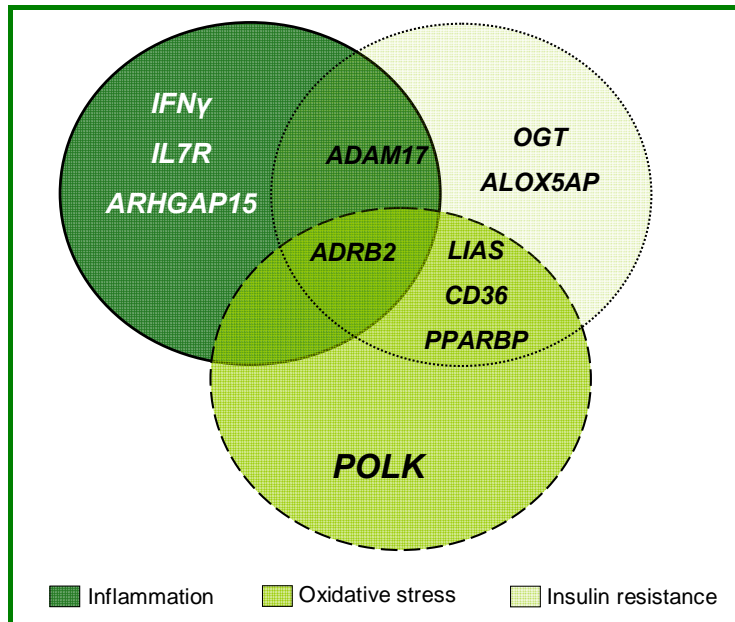 IFNγ
IL7R
ARHGAP15
ADAM17
OGT
ALOX5AP
ADRB2
LIAS
CD36
PPARBP
POLK
Inflammation
Oxidative stress
Insulin resistance